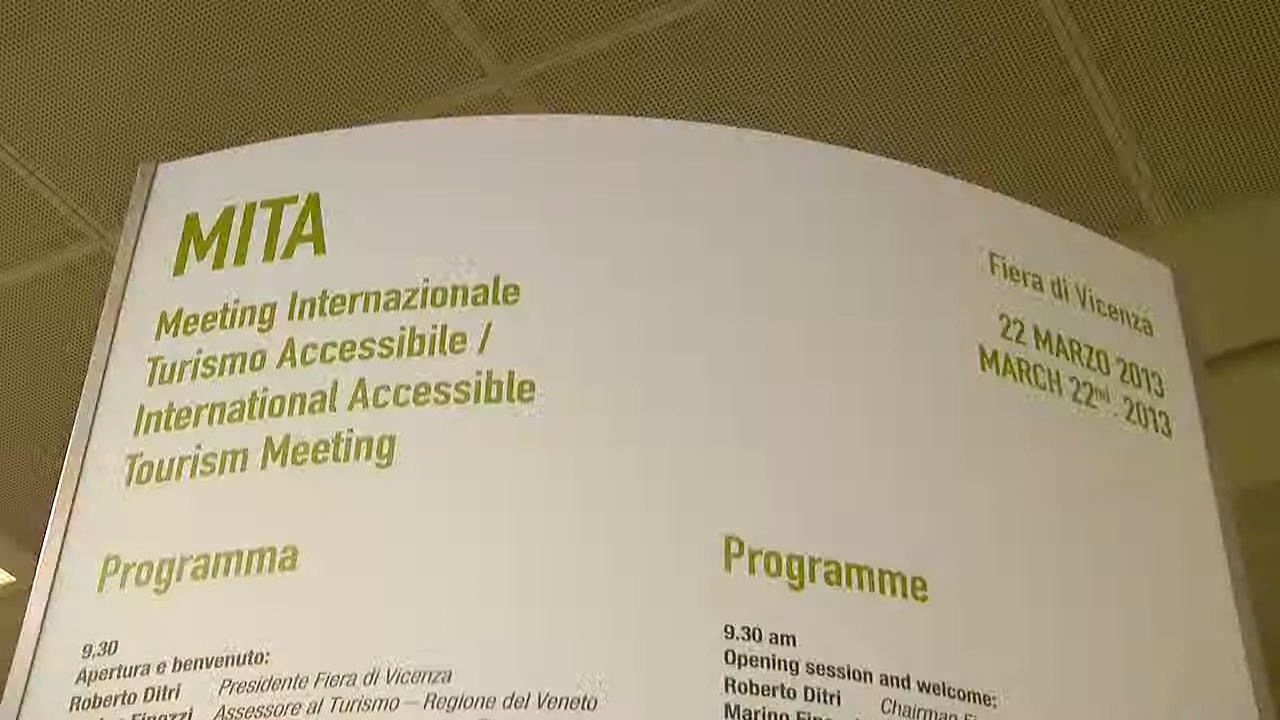 MITA
Meeting Internazionale
Turismo Accessibile /
International Accessible
Tourism Meeting
Fiera di Vicenza
22 MARZO 2013
MARCH 22nd. 2013
Programma
9.30
Apertura e benvenuto:
Roberto Ditri Presidente Fiera di Vicenza
Assessore al Turismo – Regione del Veneto
Programme
9.30 am
Opening session and welcome:
Roberto Ditri Chairman
Marino